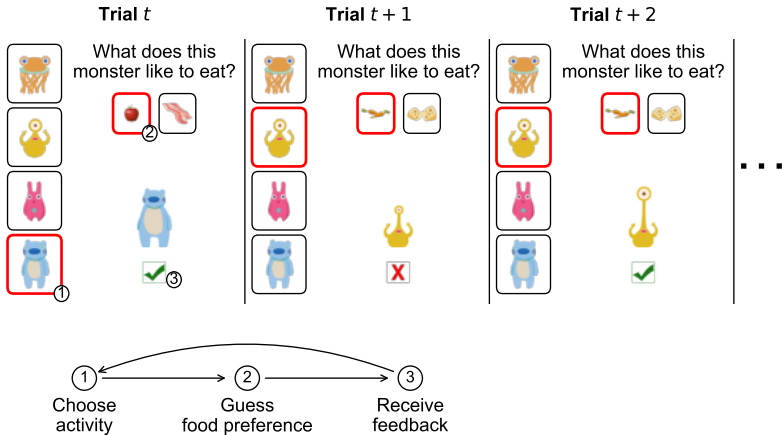 Trial t
Trial t + 1
Trial t + 2
What does this
monster like to eat?
What does this
monster like to eat?
What does this
monster like to eat?
2
3
X
1
...
1
2
3
Choose
activity
Guess
food preference
Receive
feedback